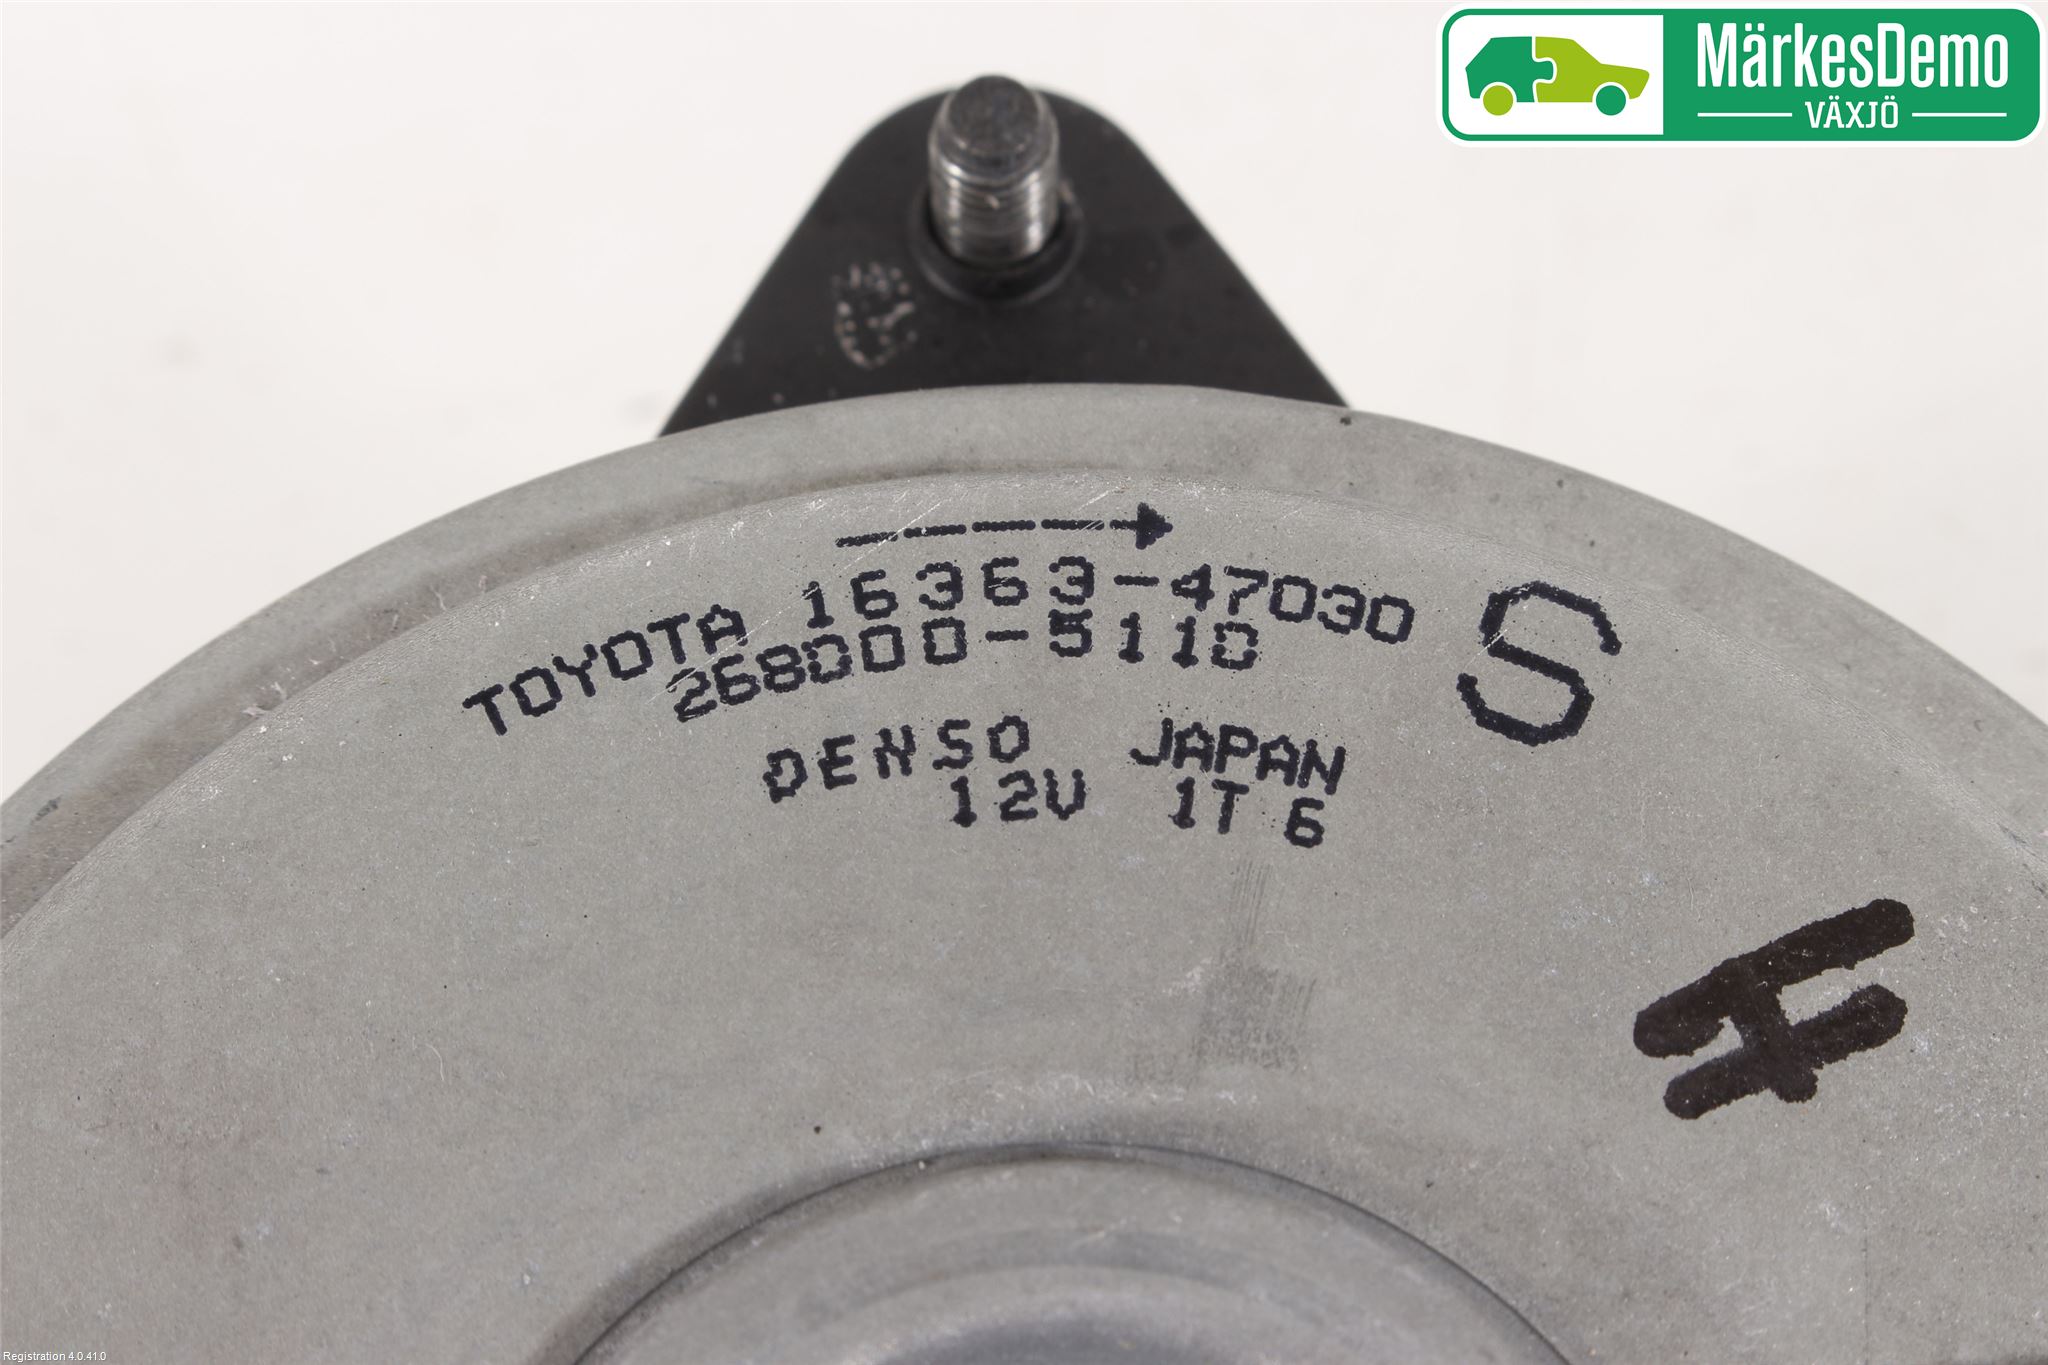 MärkesDemo
VÄXJÖ
TOYOTA 16363-47030
268000-5110
S
DENSO JAPAN
12V 1T 6
H
Registration 4.0.41.0